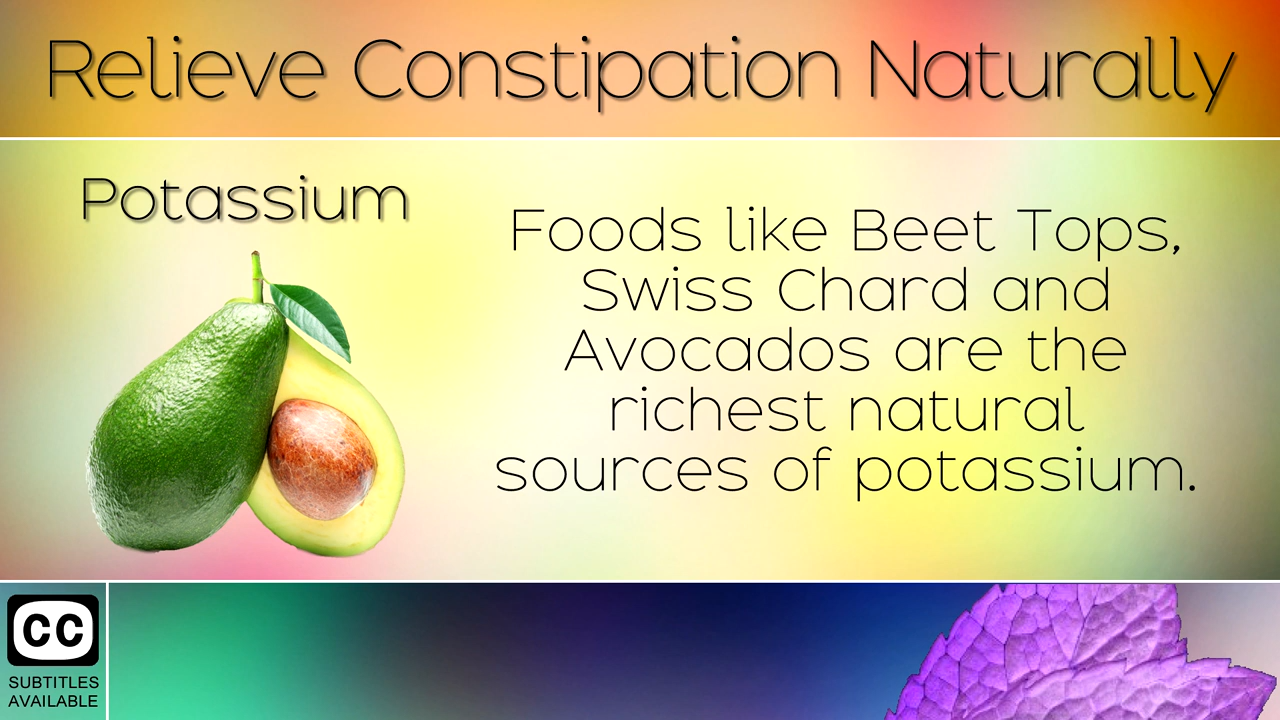 Relieve Constipation Naturally
Potassium
Foods like Beet Tops,
Swiss Chard and
Avocados are the
richest natural
sources of potassium.
CC
SUBTITLES
AVAILABLE